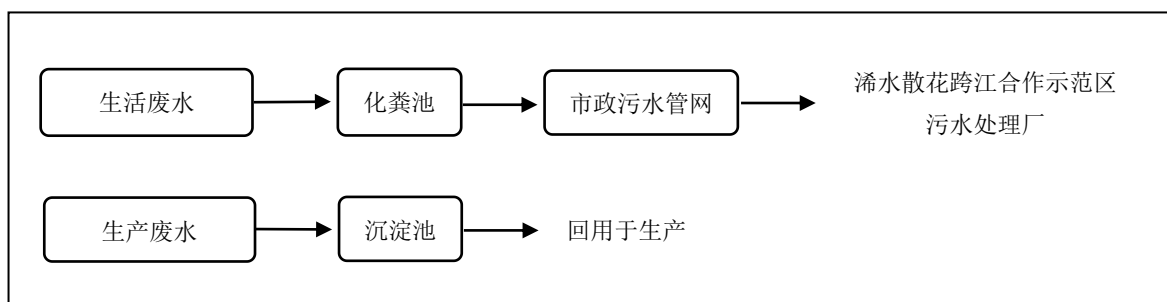 生活废水
化粪池
市政污水管网
浠水散花跨江合作示范区
污水处理厂
生产废水
沉淀池
回用于生产